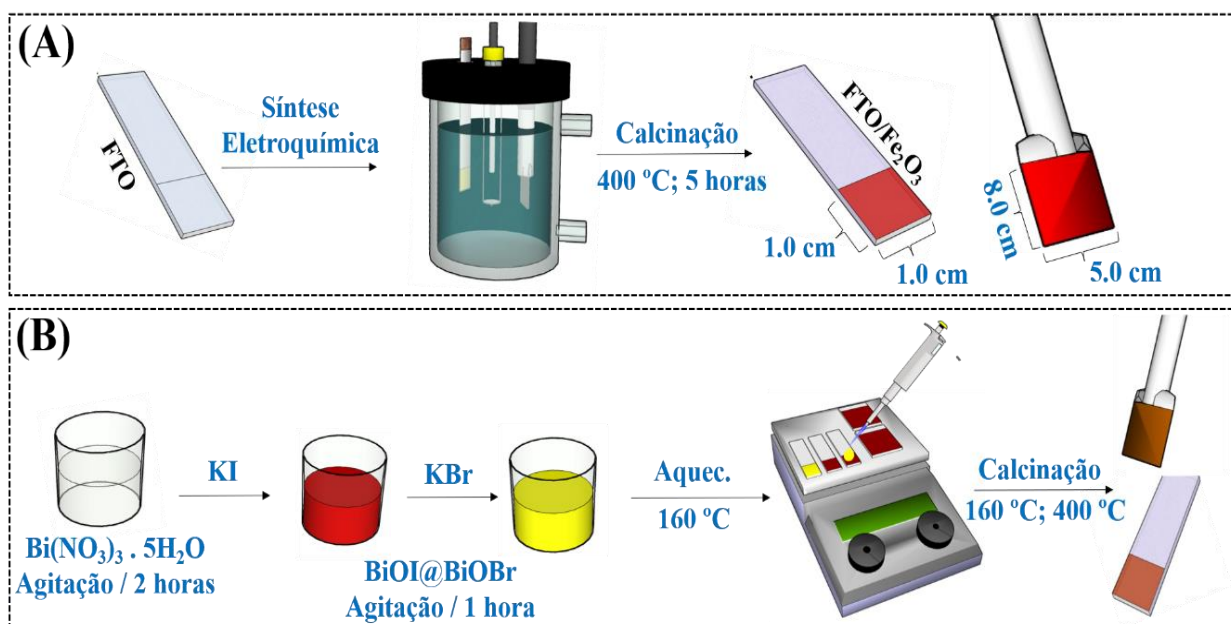 (A)
FTO
Síntese
Eletroquímica
Calcinação
400 ºC; 5 horas
FTO/Fe₂O₃
1.0 cm
1.0 cm
8.0 cm
5.0 cm
(B)
Bi(NO₃)₃ . 5H₂O
Agitação / 2 horas
KI
KBr
BiOI@BiOBr
Agitação / 1 hora
Aquec.
160 ºC
Calcinação
160 ºC; 400 ºC